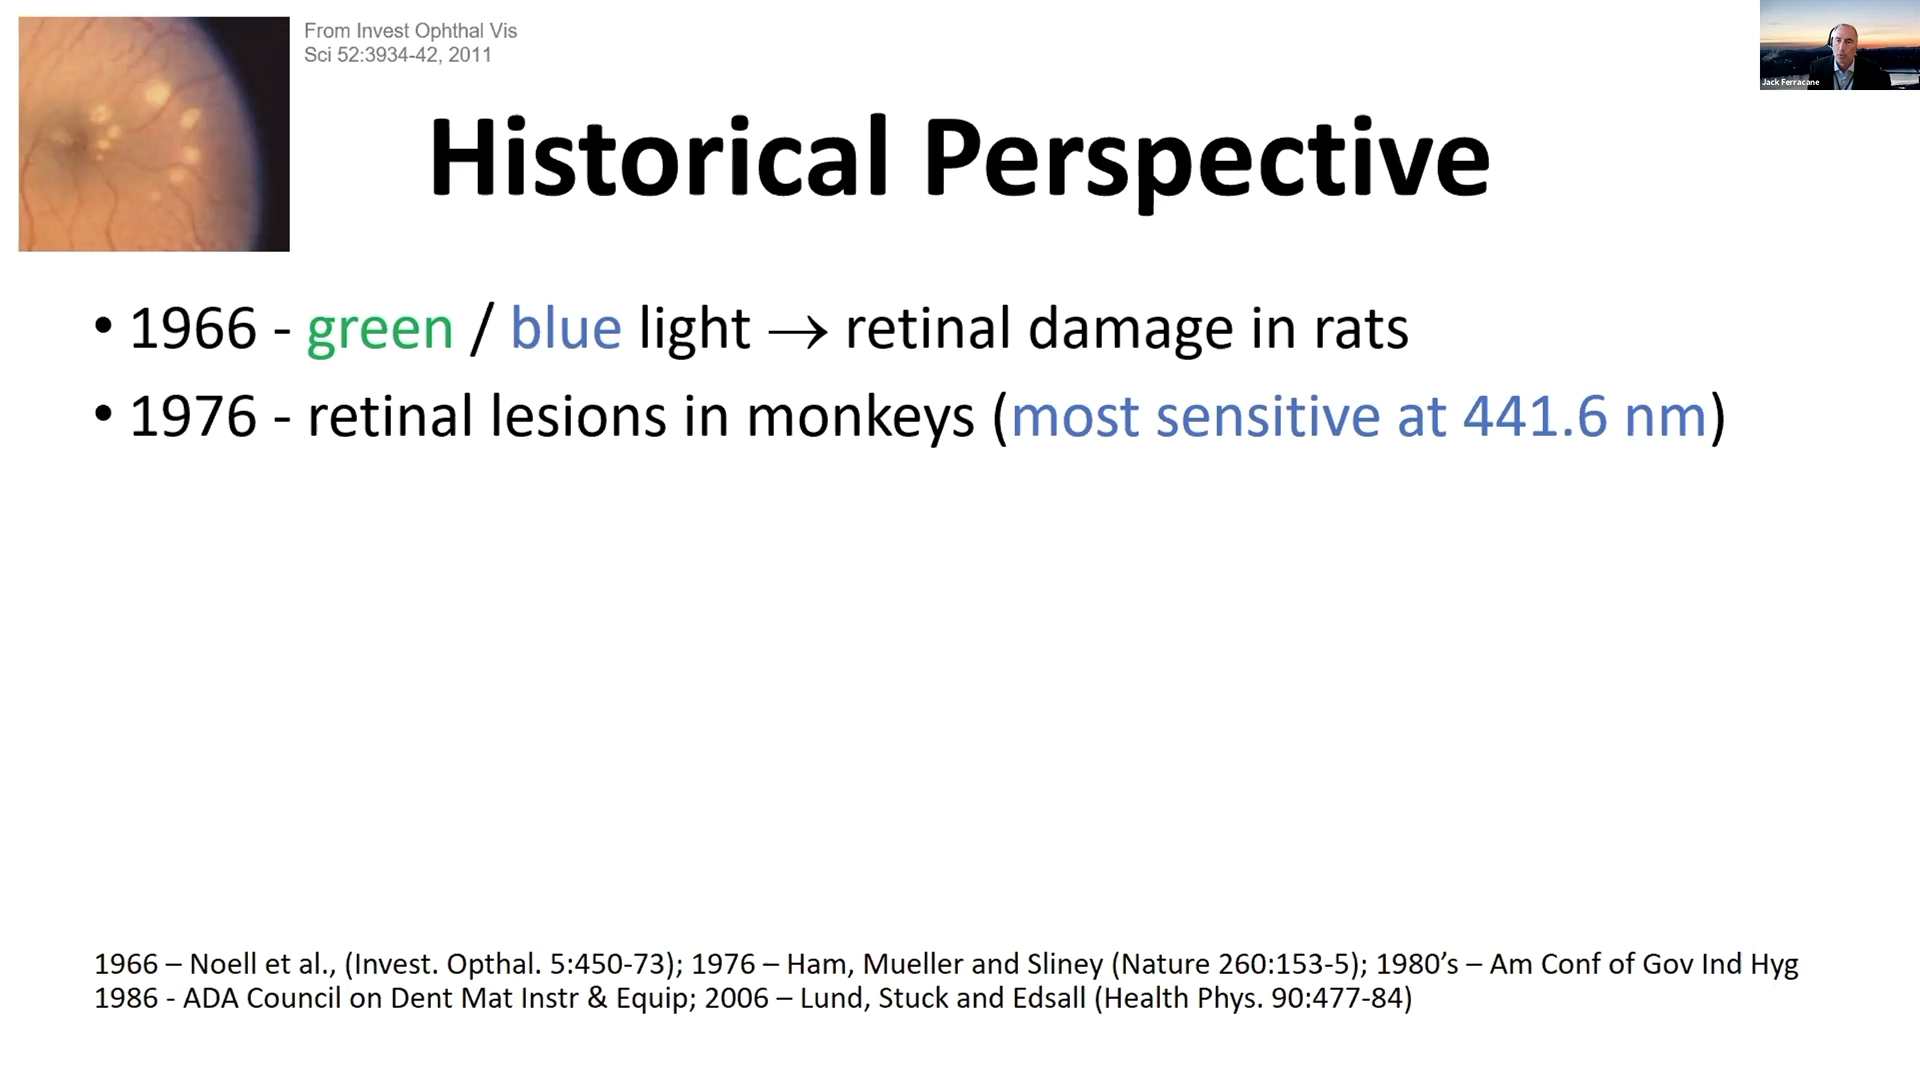 From Invest Ophthal Vis
Sci 52:3934-42, 2011
Jack Ferracane
Historical Perspective
• 1966 - green / blue light → retinal damage in rats
• 1976 - retinal lesions in monkeys (most sensitive at 441.6 nm)
1966 – Noell et al., (Invest. Opthal. 5:450-73); 1976 – Ham, Mueller and Sliney (Nature 260:153-5); 1980’s – Am Conf of Gov Ind Hyg
1986 - ADA Council on Dent Mat Instr & Equip; 2006 – Lund, Stuck and Edsall (Health Phys. 90:477-84)